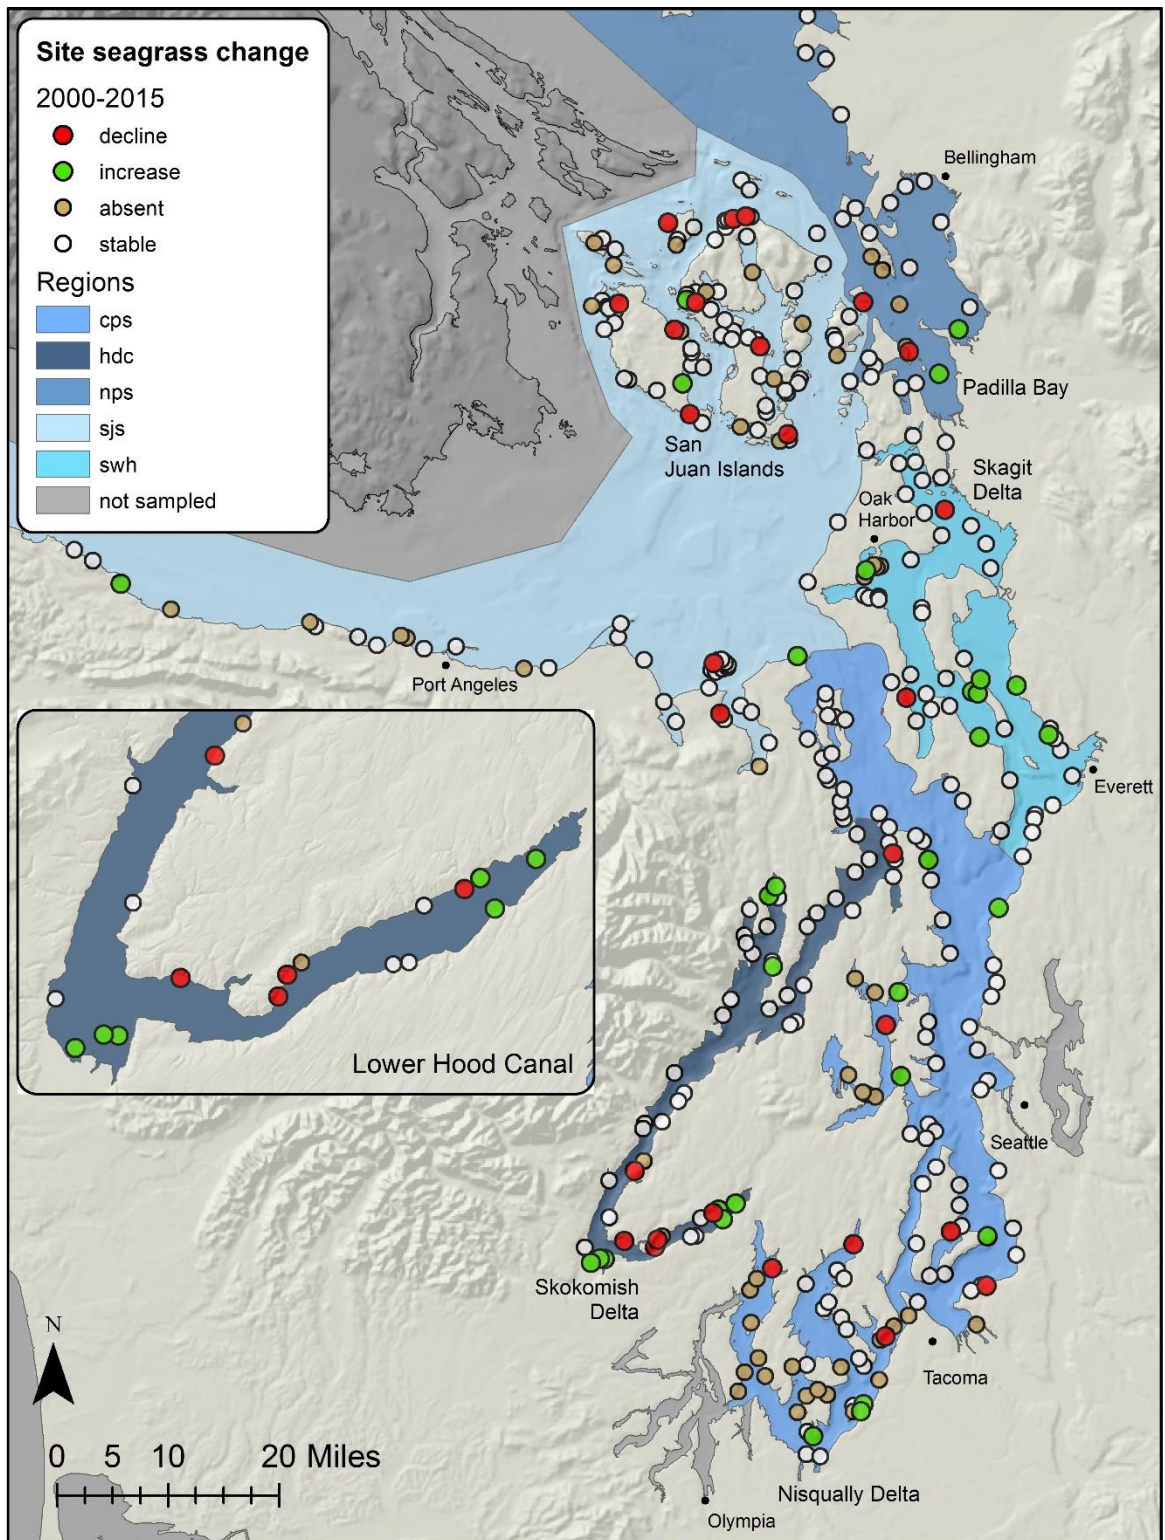 Site seagrass change
2000-2015
decline
increase
absent
stable
Regions
cps
hdc
nps
sjs
swh
not sampled
Bellingham
Padilla Bay
San
Juan Islands
Skagit
Delta
Oak
Harbor
Port Angeles
Everett
Lower Hood Canal
Seattle
Skokomish
Delta
N
Tacoma
0 5 10 20 Miles
Nisqually Delta
Olympia